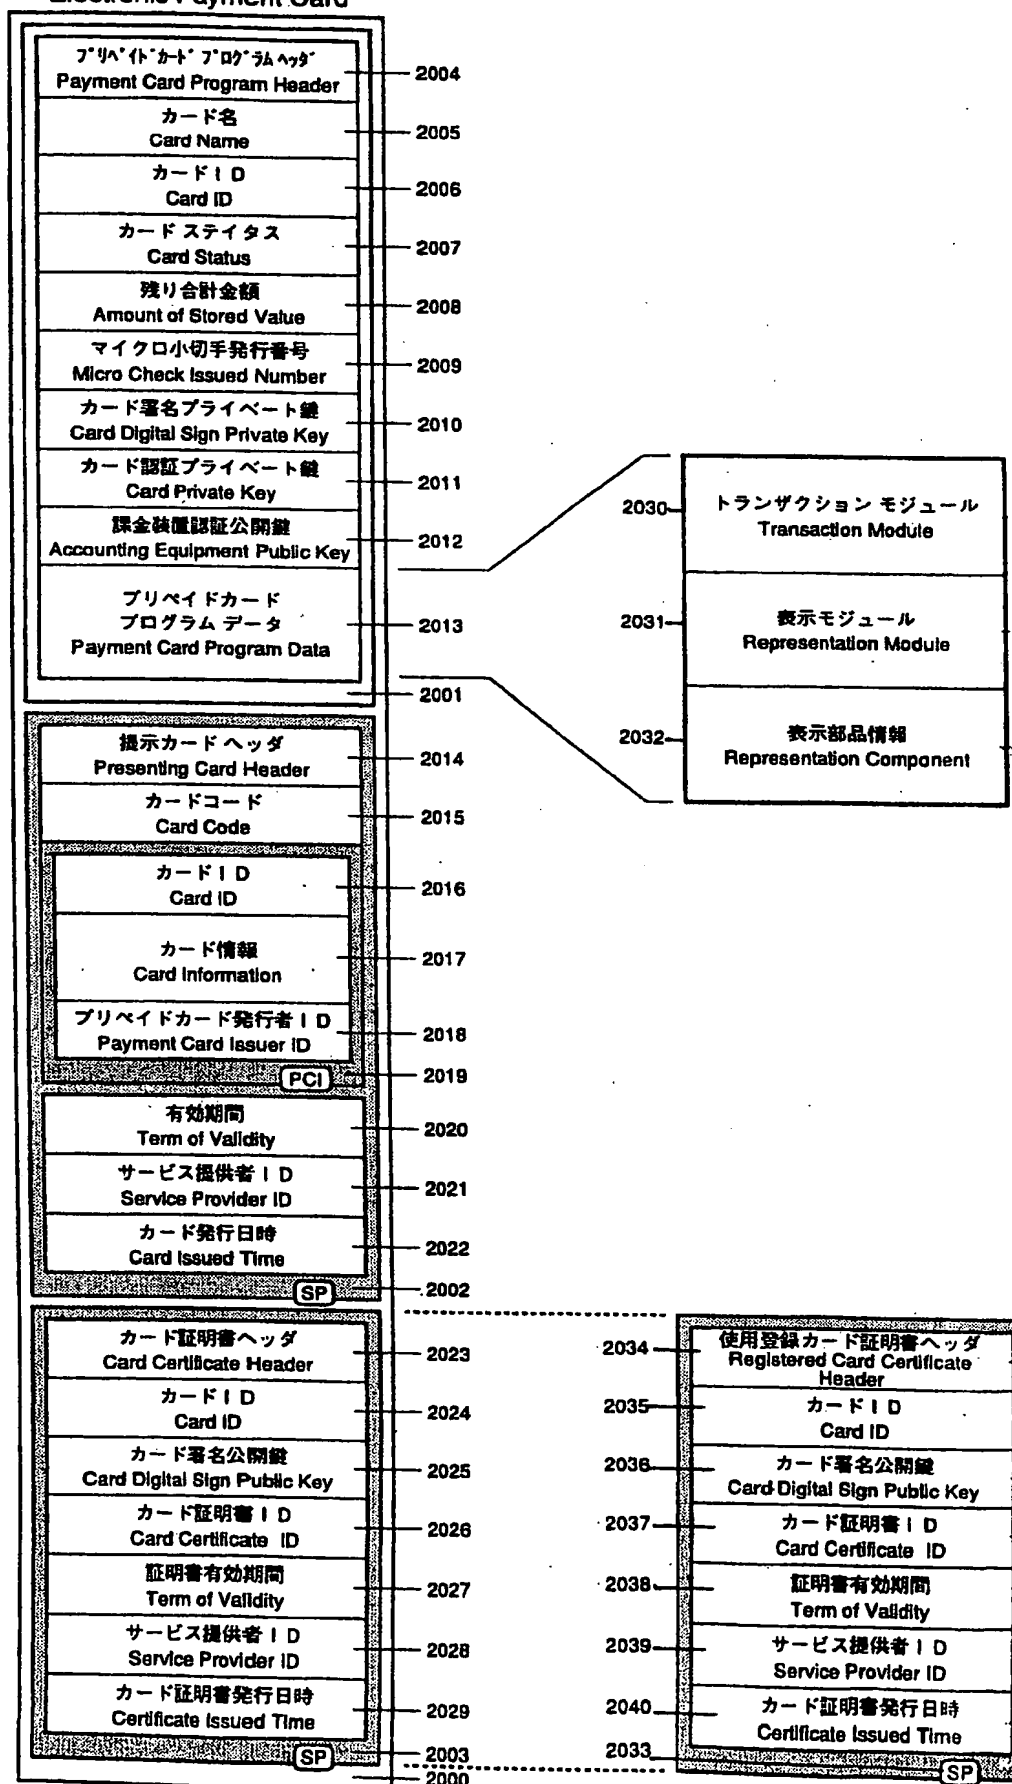 Electronic Payment Card
プリペイドカード プログラムヘッダ
Payment Card Program Header
2004
カード名
Card Name
2005
カードID
Card ID
2006
カード ステイタス
Card Status
2007
残り合計金額
Amount of Stored Value
2008
マイクロ小切手発行番号
Micro Check Issued Number
2009
カード署名プライベート鍵
Card Digital Sign Private Key
2010
カード認証プライベート鍵
Card Private Key
2011
課金装置認証公開鍵
Accounting Equipment Public Key
2012
プリペイドカード
プログラム データ
Payment Card Program Data
2013
2001
2030
トランザクション モジュール
Transaction Module
2031
表示モジュール
Representation Module
2032
表示部品情報
Representation Component
提示カード ヘッダ
Presenting Card Header
2014
カードコード
Card Code
2015
カードID
Card ID
2016
カード情報
Card Information
2017
プリペイドカード発行者ID
Payment Card Issuer ID
2018
PCI
2019
有効期間
Term of Validity
2020
サービス提供者ID
Service Provider ID
2021
カード発行日時
Card Issued Time
2022
SP
2002
カード証明書ヘッダ
Card Certificate Header
2023
カードID
Card ID
2024
カード署名公開鍵
Card Digital Sign Public Key
2025
カード証明書ID
Card Certificate ID
2026
証明書有効期間
Term of Validity
2027
サービス提供者ID
Service Provider ID
2028
カード証明書発行日時
Certificate Issued Time
2029
SP
2003
2000
2034
使用登録カード証明書ヘッダ
Registered Card Certificate
Header
2035
カードID
Card ID
2036
カード署名公開鍵
Card Digital Sign Public Key
2037
カード証明書ID
Card Certificate ID
2038
証明書有効期間
Term of Validity
2039
サービス提供者ID
Service Provider ID
2040
カード証明書発行日時
Certificate Issued Time
2033
SP